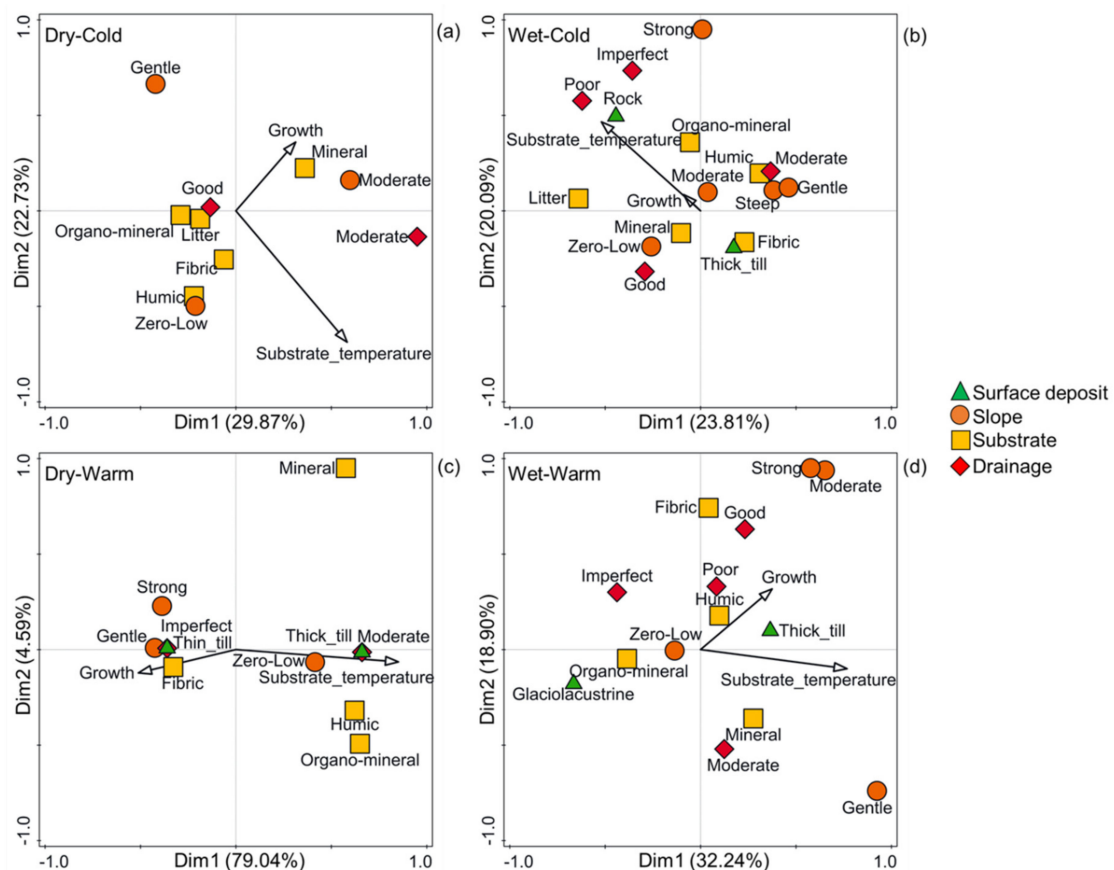 Dry-Cold
(a)
1.0
Gentle
Growth
Mineral
Moderate
Good
Organo-mineral
Litter
Moderate
Fibric
Humic
Zero-Low
Substrate_temperature
Dim2 (22.73%)
-1.0
-1.0
Dim1 (29.87%)
1.0
Wet-Cold
(b)
1.0
Strong
Imperfect
Poor
Rock
Substrate_temperature
Organo-mineral
Humic
Moderate
Moderate
Gentle
Litter
Growth
Steep
Mineral
Zero-Low
Fibric
Thick_till
Good
Dim2 (20.09%)
-1.0
-1.0
Dim1 (23.81%)
1.0
Surface deposit
Slope
Substrate
Drainage
Dry-Warm
(c)
1.0
Mineral
Strong
Imperfect
Gentle
Thin_till
Thick_till
Moderate
Growth
Zero-Low
Fibric
Substrate_temperature
Humic
Organo-mineral
Dim2 (4.59%)
-1.0
-1.0
Dim1 (79.04%)
1.0
Wet-Warm
(d)
1.0
Strong
Moderate
Fibric
Good
Imperfect
Poor
Growth
Humic
Zero-Low
Thick_till
Organo-mineral
Glaciolacustrine
Substrate_temperature
Mineral
Moderate
Gentle
Dim2 (18.90%)
-1.0
-1.0
Dim1 (32.24%)
1.0